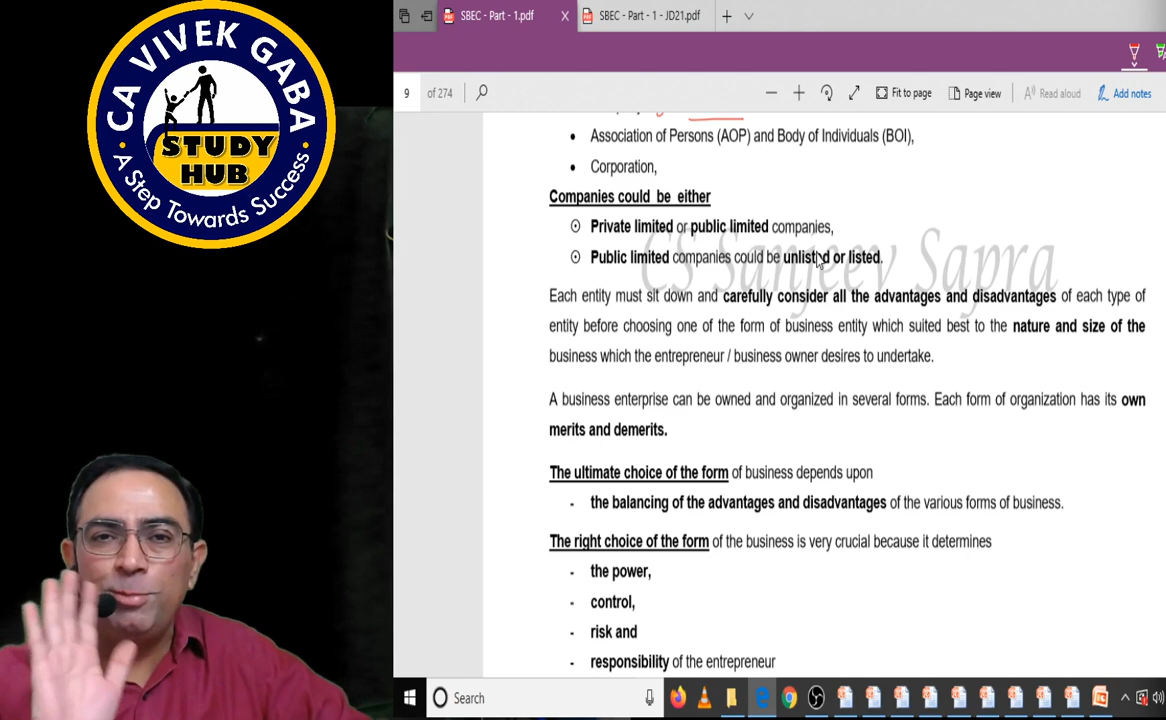 CA VIVEK GABA
STUDY
HUB
A Step Towards Success
SBEC - Part - 1.pdf
SBEC - Part - 1 - JD21.pdf
9 of 274
Fit to page
Page view
Read aloud
Add notes
• Association of Persons (AOP) and Body of Individuals (BOI),
• Corporation,
Companies could be either
Private limited or public limited companies,
Public limited companies could be unlisted or listed.
CS Sanjeev Sapra
Each entity must sit down and carefully consider all the advantages and disadvantages of each type of
entity before choosing one of the form of business entity which suited best to the nature and size of the
business which the entrepreneur / business owner desires to undertake.
A business enterprise can be owned and organized in several forms. Each form of organization has its own
merits and demerits.
The ultimate choice of the form of business depends upon
- the balancing of the advantages and disadvantages of the various forms of business.
The right choice of the form of the business is very crucial because it determines
- the power,
- control,
- risk and
- responsibility of the entrepreneur
Search